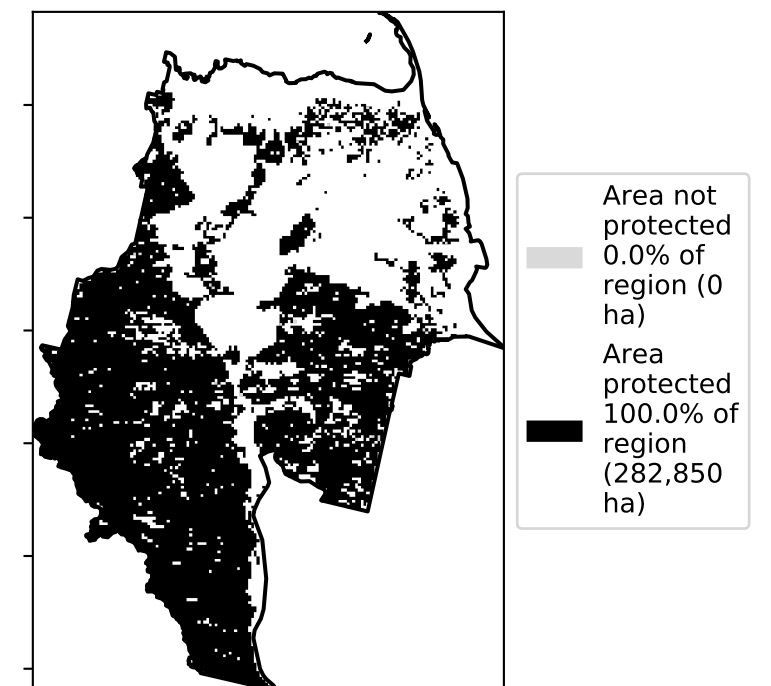 Area not
protected
0.0% of
region (0
ha)
Area
protected
100.0% of
region
(282,850
ha)